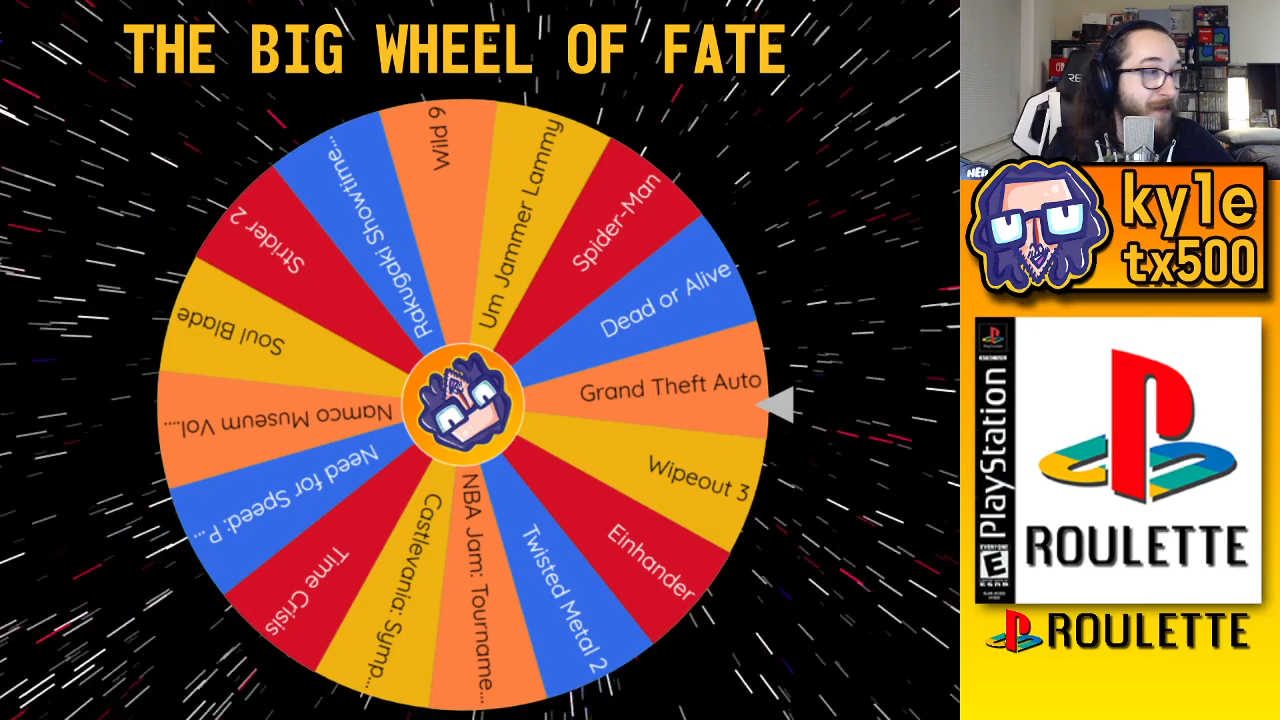 THE BIG WHEEL OF FATE
Wild 9
Um Jammer Lammy
Spider-Man
Dead or Alive
Grand Theft Auto
Wipeout 3
Einhander
Twisted Metal 2
NBA Jam: Tourname...
Castlevania: Symp...
Time Crisis
Need for Speed: P...
Namco Museum Vol....
Soul Blade
Strider 2
Rakugaki Showtime...
kyle
tx500
PlayStation
EVERYONE
E
ROULETTE
ROULETTE